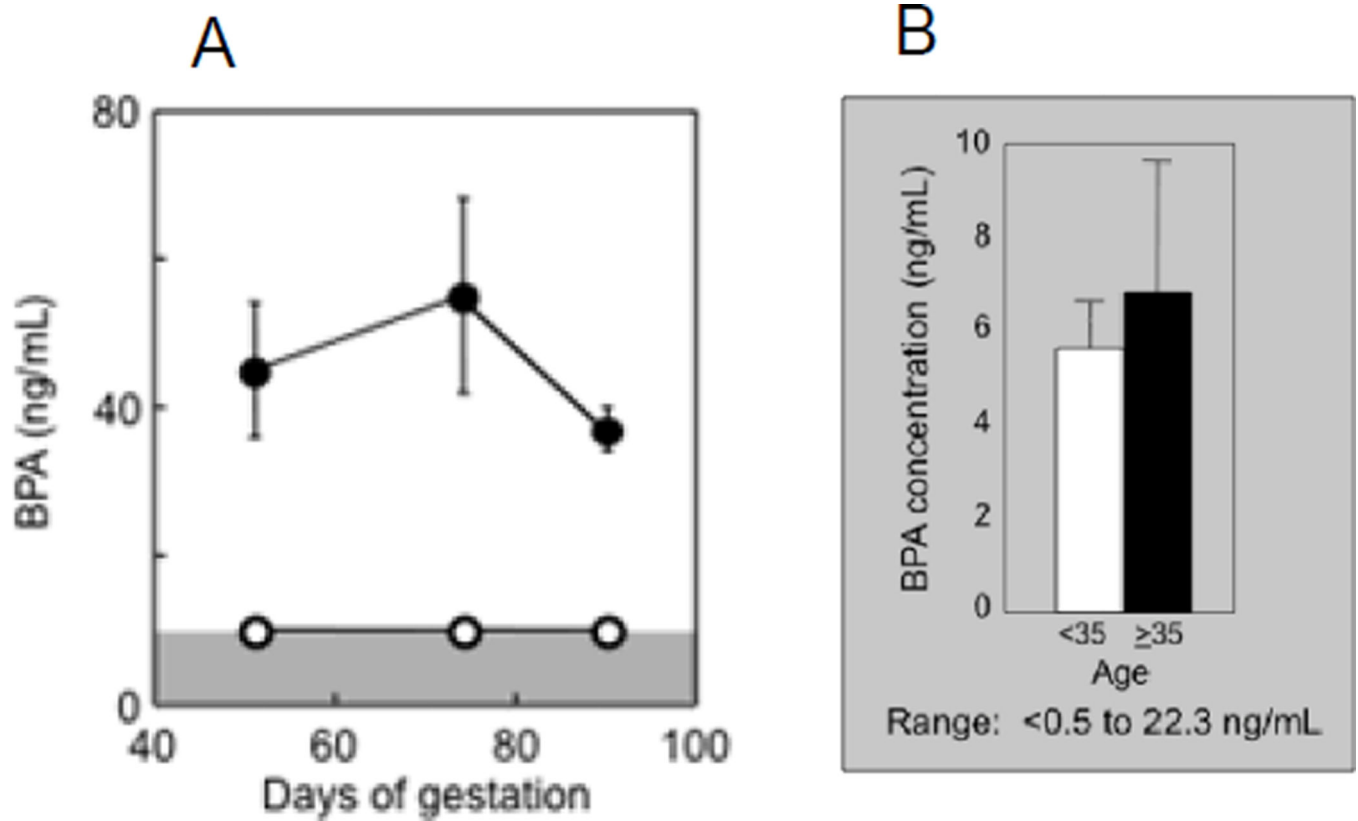 A
80
40
0
BPA (ng/mL)
40 60 80 100
Days of gestation
B
10
8
6
4
2
0
BPA concentration (ng/mL)
<35 ≥35
Age
Range: <0.5 to 22.3 ng/mL